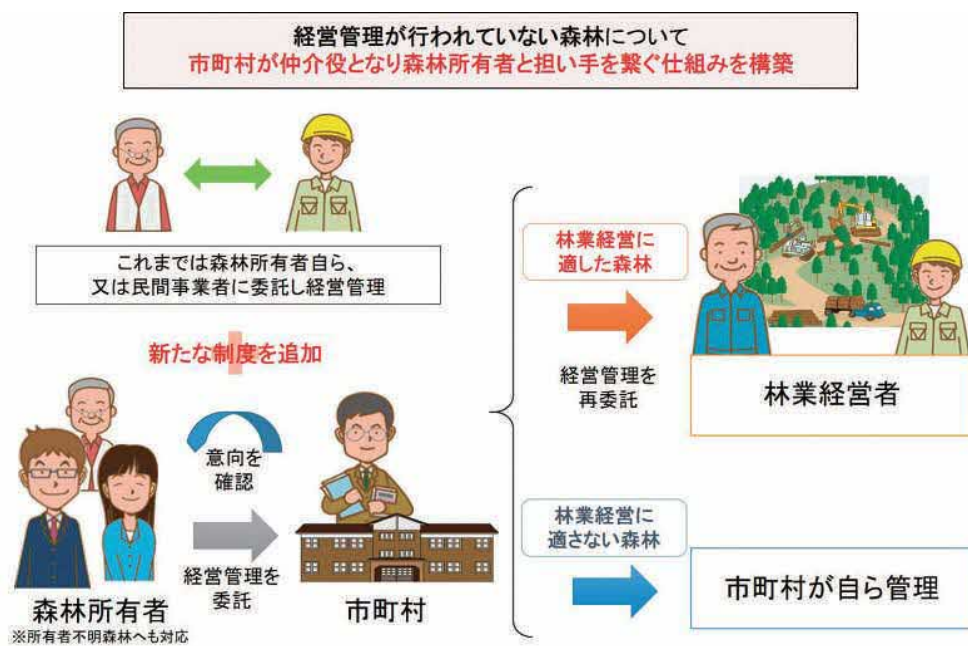 経営管理が行われていない森林について
市町村が仲介役となり森林所有者と担い手を繋ぐ仕組みを構築
これまでは森林所有者自ら、
又は民間事業者に委託し経営管理
新たな制度を追加
意向を
確認
経営管理を
委託
森林所有者
※所有者不明森林へも対応
市町村
林業経営に
適した森林
経営管理を
再委託
林業経営者
林業経営に
適さない森林
市町村が自ら管理